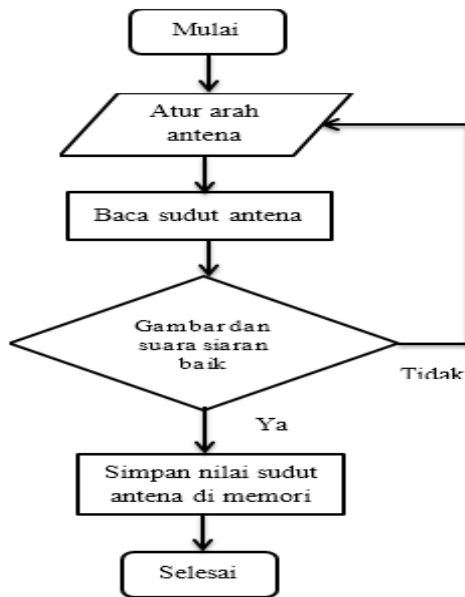 Mulai
Atur arah
antena
Baca sudut antena
Gambar dan
suara siaran
baik
Tidak
Ya
Simpan nilai sudut
antena di memori
Selesai